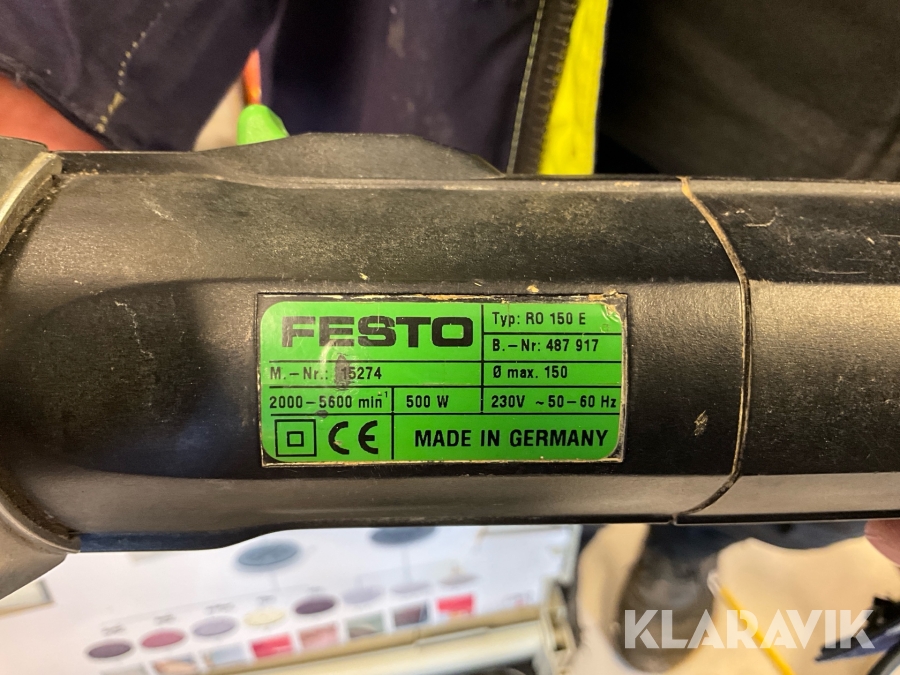 FESTO
Typ: RO 150 E
B.-Nr: 487 917
M.-Nr.: 15274
Ø max. 150
2000-5600 min⁻¹
500 W
230V ~50-60 Hz
CE
MADE IN GERMANY
KLARAVIK